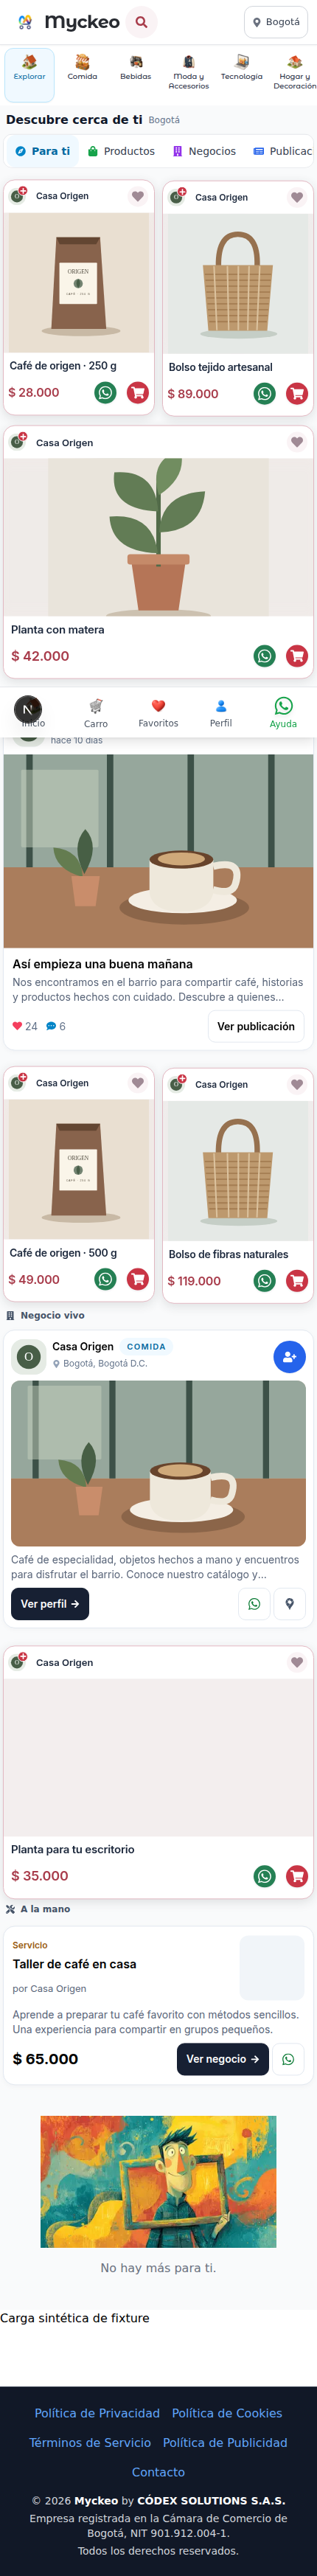 Myckeo
Bogotá
Explorar
Comida
Bebidas
Moda y Accesorios
Tecnología
Hogar y Decoración
Descubre cerca de ti Bogotá
Para ti
Productos
Negocios
Publicac
Casa Origen
Casa Origen
ORIGEN
Café de origen · 250 g
Bolso tejido artesanal
$ 28.000
$ 89.000
Casa Origen
Planta con matera
$ 42.000
N
Inicio
Carro
Favoritos
Perfil
Ayuda
hace 10 días
Así empieza una buena mañana
Nos encontramos en el barrio para compartir café, historias
y productos hechos con cuidado. Descubre a quienes...
24
6
Ver publicación
Casa Origen
Casa Origen
ORIGEN
Café de origen · 500 g
Bolso de fibras naturales
$ 49.000
$ 119.000
Negocio vivo
O
Casa Origen COMIDA
Bogotá, Bogotá D.C.
Café de especialidad, objetos hechos a mano y encuentros
para disfrutar el barrio. Conoce nuestro catálogo y...
Ver perfil →
Casa Origen
Planta para tu escritorio
$ 35.000
A la mano
Servicio
Taller de café en casa
por Casa Origen
Aprende a preparar tu café favorito con métodos sencillos.
Una experiencia para compartir en grupos pequeños.
$ 65.000
Ver negocio →
No hay más para ti.
Carga sintética de fixture
Política de Privacidad Política de Cookies
Términos de Servicio Política de Publicidad
Contacto
© 2026 Myckeo by CÓDEX SOLUTIONS S.A.S.
Empresa registrada en la Cámara de Comercio de
Bogotá, NIT 901.912.004-1.
Todos los derechos reservados.